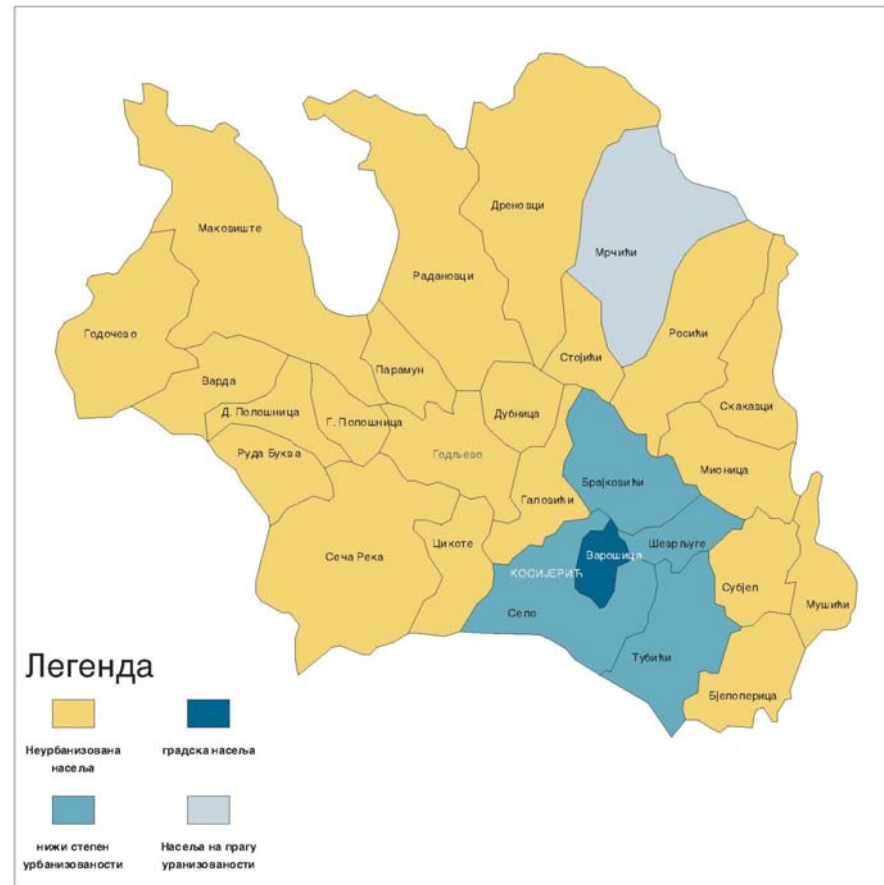 Дреновци
Маковиште
Мрчићи
Радановци
Годочево
Росићи
Стојићи
Парамун
Варда
Скакавци
Д. Полошница
Г. Полошница
Дубница
Руда Буква
Годљево
Мионица
Брајковићи
Галовићи
Цикоте
Шеврљуге
Сеча Река
Варошица
КОСИЈЕРИЋ
Субјел
Мушићи
Село
Тубићи
Бјепоперица
Легенда
Неурбанизована
насеља
градска насеља
нижи степен
урбанизованости
Насеља на прагу
уранизованости